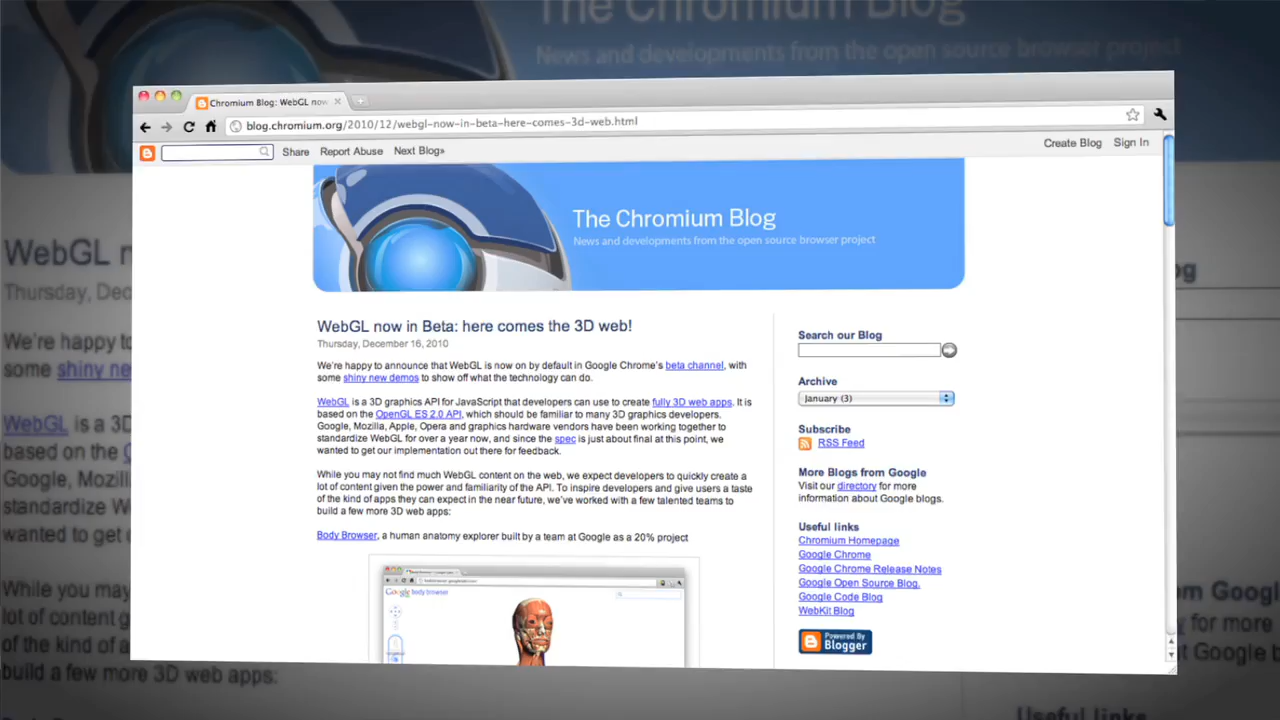 The Chromium Blog
News and developments from the open source browser project
Chromium Blog: WebGL now
blog.chromium.org/2010/12/webgl-now-in-beta-here-comes-3d-web.html
Share Report Abuse Next Blog» Create Blog Sign In
The Chromium Blog
News and developments from the open source browser project
WebGL now in Beta: here comes the 3D web!
Thursday, December 16, 2010
We're happy to announce that WebGL is now on by default in Google Chrome's beta channel, with
some shiny new demos to show off what the technology can do.
WebGL is a 3D graphics API for JavaScript that developers can use to create fully 3D web apps. It is
based on the OpenGL ES 2.0 API, which should be familiar to many 3D graphics developers.
Google, Mozilla, Apple, Opera and graphics hardware vendors have been working together to
standardize WebGL for over a year now, and since the spec is just about final at this point, we
wanted to get our implementation out there for feedback.
While you may not find much WebGL content on the web, we expect developers to quickly create a
lot of content given the power and familiarity of the API. To inspire developers and give users a taste
of the kind of apps they can expect in the near future, we've worked with a few talented teams to
build a few more 3D web apps:
Body Browser, a human anatomy explorer built by a team at Google as a 20% project
Google body browser
Search our Blog
Archive
January (3)
Subscribe
RSS Feed
More Blogs from Google
Visit our directory for more
information about Google blogs.
Useful links
Chromium Homepage
Google Chrome
Google Chrome Release Notes
Google Open Source Blog.
Google Code Blog
WebKit Blog
Powered By
Blogger
WebGL n
Thursday, Dec
We're happy to
some shiny ne
WebGL is a 3D
based on the
Google, Mozill
standardize W
wanted to get
While you may
lot of content g
of the kind of a
build a few more 3D web apps:
og
om Google
for more
t Google b
Useful links